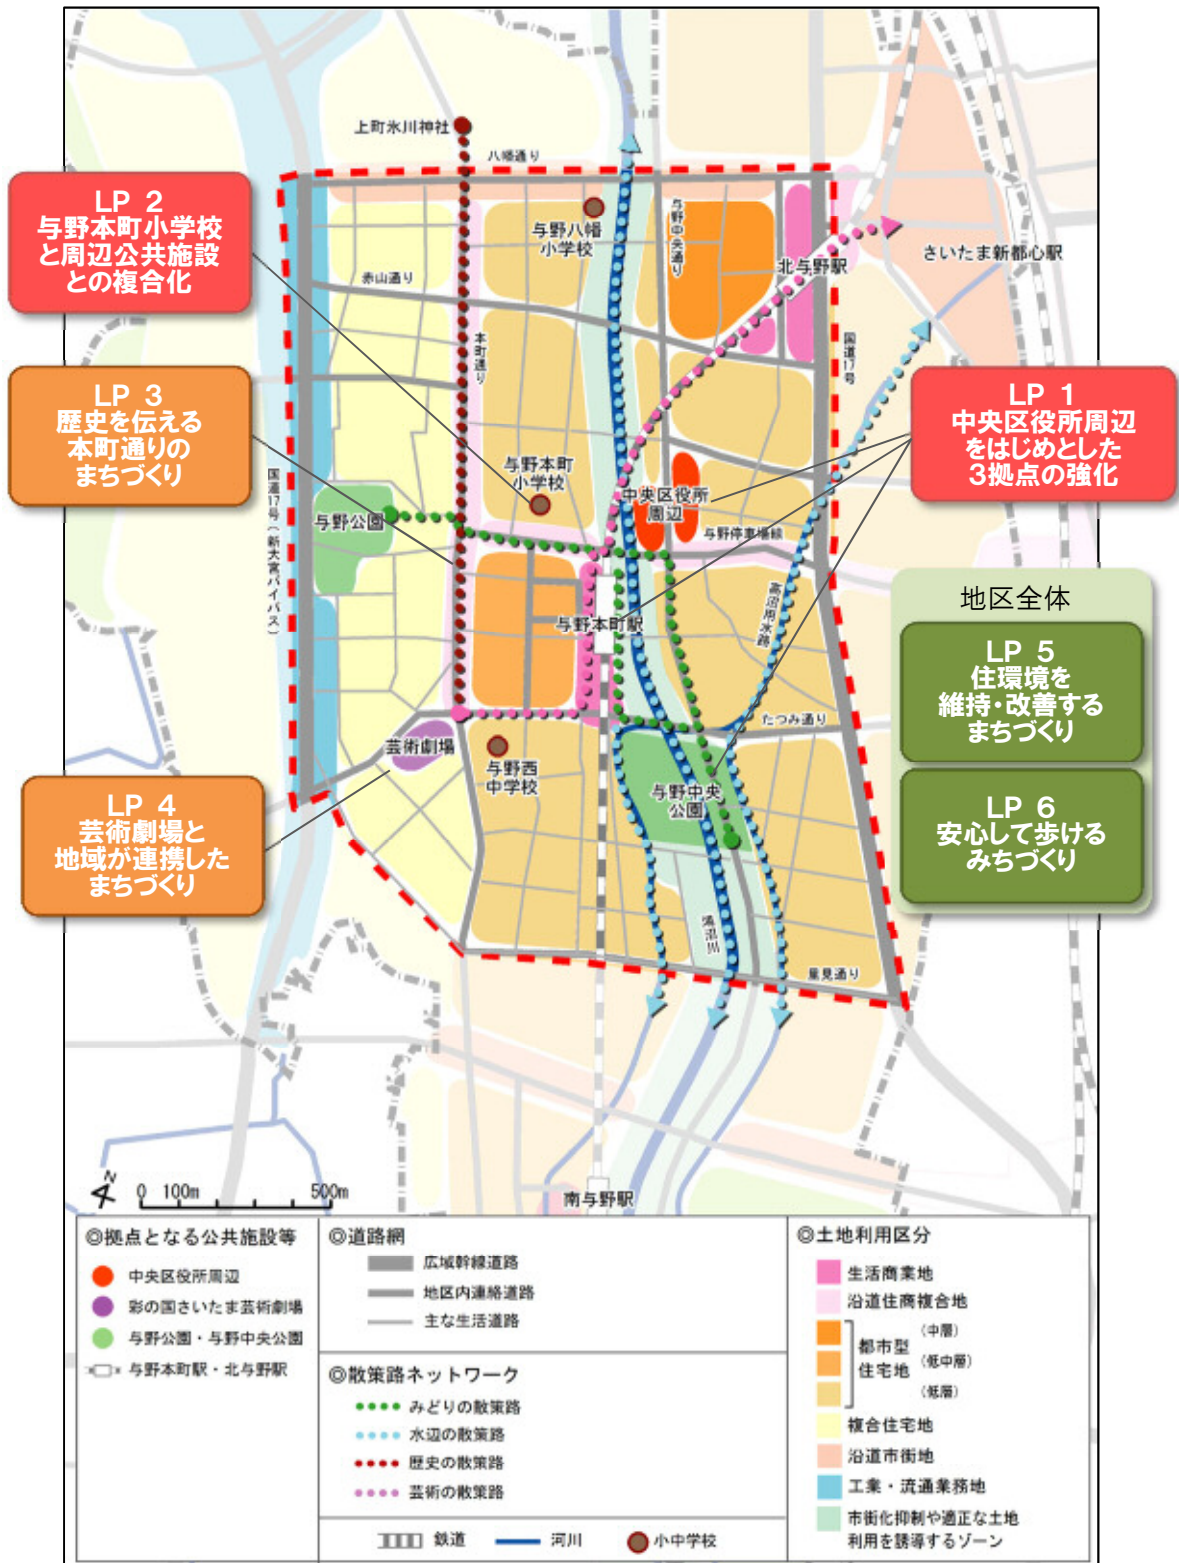 上町氷川神社
八幡通り
LP 2
与野本町小学校
と周辺公共施設
との複合化
与野八幡
小学校
与野中央通り
北与野駅
さいたま新都心駅
赤山通り
本町通り
国道17号
LP 3
歴史を伝える
本町通りの
まちづくり
LP 1
中央区役所周辺
をはじめとした
3拠点の強化
与野本町
小学校
中央区役所
周辺
国道17号(新大宮バイパス)
与野公園
与野停車場線
高沼用水路
与野本町駅
地区全体
LP 5
住環境を
維持・改善する
まちづくり
たつみ通り
芸術劇場
与野西
中学校
与野中央
公園
LP 4
芸術劇場と
地域が連携した
まちづくり
LP 6
安心して歩ける
みちづくり
鴻沼川
里見通り
N
0 100m 500m
南与野駅
◎拠点となる公共施設等
中央区役所周辺
彩の国さいたま芸術劇場
与野公園・与野中央公園
与野本町駅・北与野駅
◎道路網
広域幹線道路
地区内連絡道路
主な生活道路
◎散策路ネットワーク
みどりの散策路
水辺の散策路
歴史の散策路
芸術の散策路
鉄道 河川 小中学校
◎土地利用区分
生活商業地
沿道住商複合地
都市型
住宅地
(中層)
(低中層)
(低層)
複合住宅地
沿道市街地
工業・流通業務地
市街化抑制や適正な土地
利用を誘導するゾーン